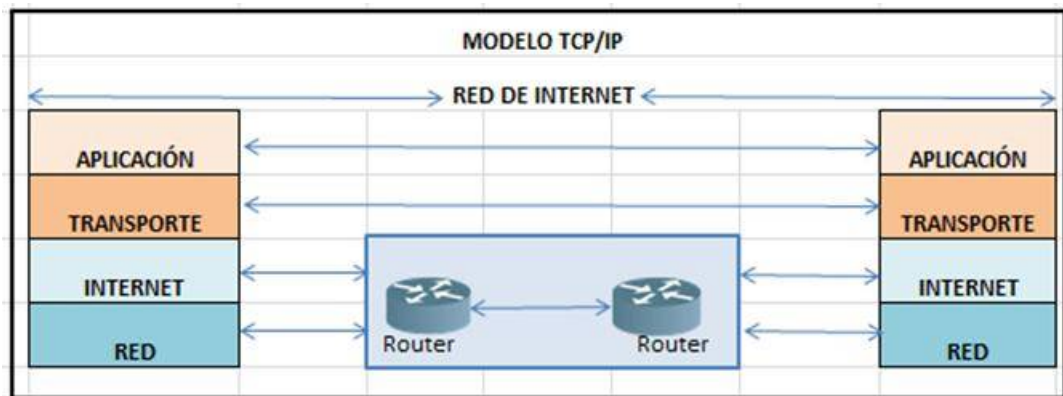 MODELO TCP/IP
RED DE INTERNET
APLICACIÓN
APLICACIÓN
TRANSPORTE
TRANSPORTE
INTERNET
INTERNET
Router
Router
RED
RED